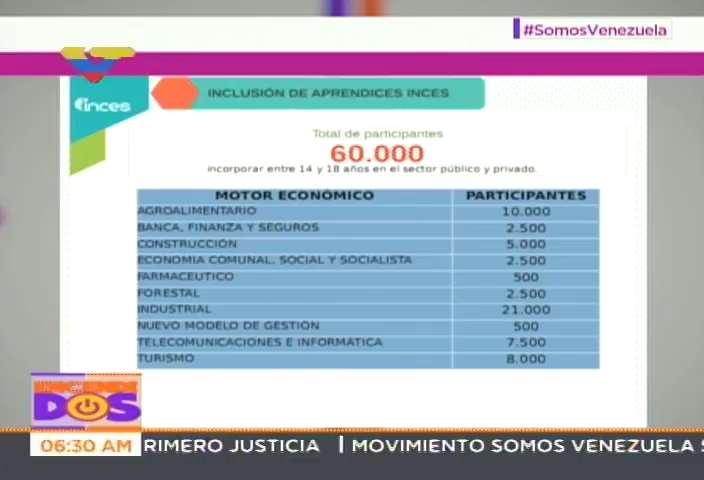 #SomosVenezuela
inces
INCLUSIÓN DE APRENDICES INCES
Total de participantes
60.000
incorporar entre 14 y 18 años en el sector público y privado.
MOTOR ECONÓMICO PARTICIPANTES
AGROALIMENTARIO 10.000
BANCA, FINANZA Y SEGUROS 2.500
CONSTRUCCIÓN 5.000
ECONOMIA COMUNAL, SOCIAL Y SOCIALISTA 2.500
FARMACEUTICO 500
FORESTAL 2.500
INDUSTRIAL 21.000
NUEVO MODELO DE GESTIÓN 500
TELECOMUNICACIONES E INFORMÁTICA 7.500
TURISMO 8.000
DOS
06:30 AM RIMERO JUSTICIA | MOVIMIENTO SOMOS VENEZUELA S